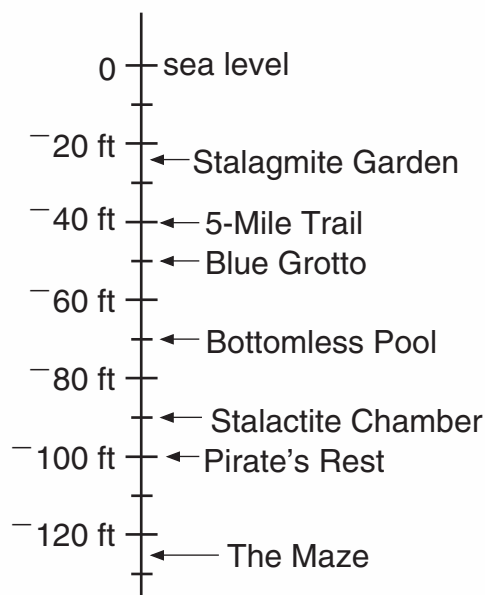 0 sea level
⁻20 ft
Stalagmite Garden
⁻40 ft 5-Mile Trail
Blue Grotto
⁻60 ft
Bottomless Pool
⁻80 ft
Stalactite Chamber
⁻100 ft Pirate's Rest
⁻120 ft
The Maze